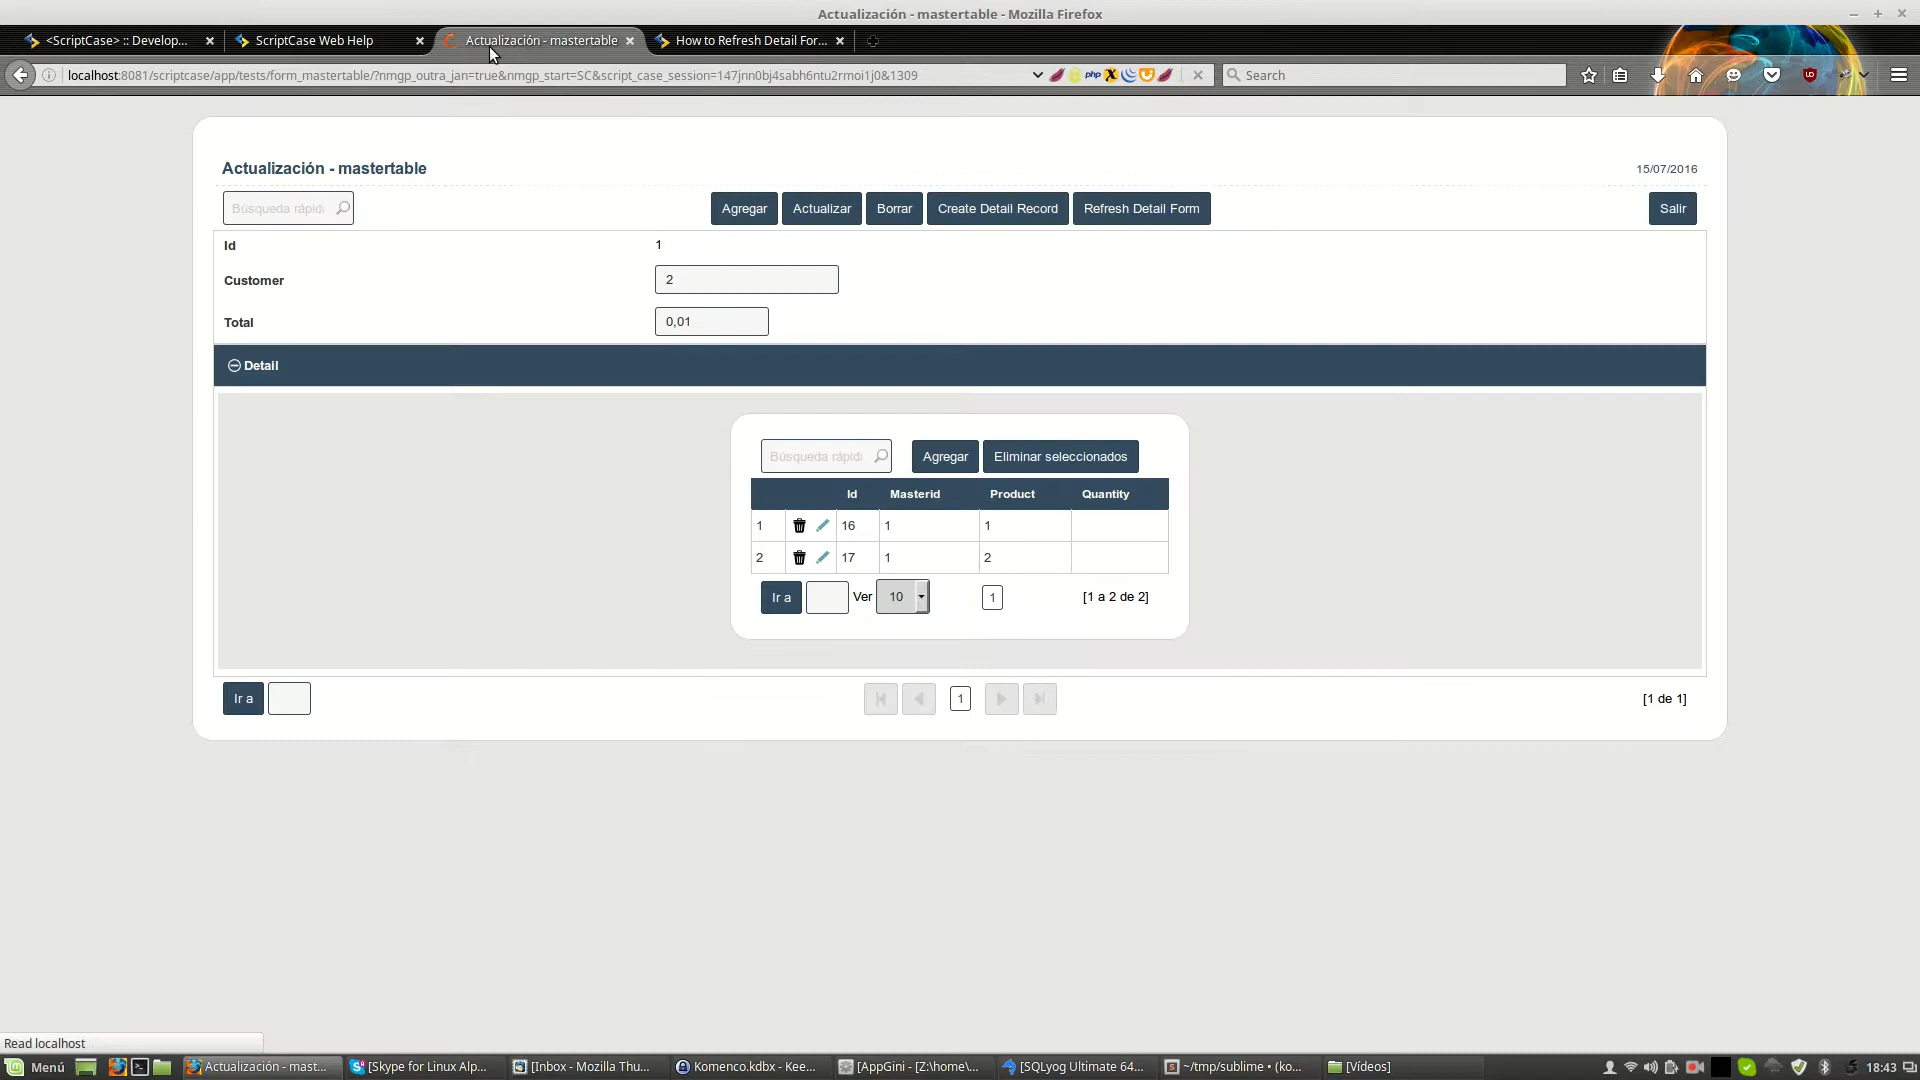 Actualización - mastertable - Mozilla Firefox
<ScriptCase> :: Develop...
ScriptCase Web Help
Actualización - mastertable
How to Refresh Detail For...
localhost:8081/scriptcase/app/tests/form_mastertable/?nmgp_outra_jan=true&nmgp_start=SC&script_case_session=147jnn0bj4sabh6ntu2rmoi1j0&1309
php
Search
Actualización - mastertable
15/07/2016
Búsqueda rápid
Agregar
Actualizar
Borrar
Create Detail Record
Refresh Detail Form
Salir
Id
1
Customer
2
Total
0,01
Detail
Búsqueda rápid
Agregar
Eliminar seleccionados
Id Masterid Product Quantity
1 16 1 1
2 17 1 2
Ir a
Ver
10
1
[1 a 2 de 2]
Ir a
1
[1 de 1]
Read localhost
Menú
Actualización - mast...
[Skype for Linux Alp...
[Inbox - Mozilla Thu...
Komenco.kdbx - Kee...
[AppGini - [Z:\home\...
[SQLyog Ultimate 64...
~/tmp/sublime • (ko...
[Vídeos]
18:43